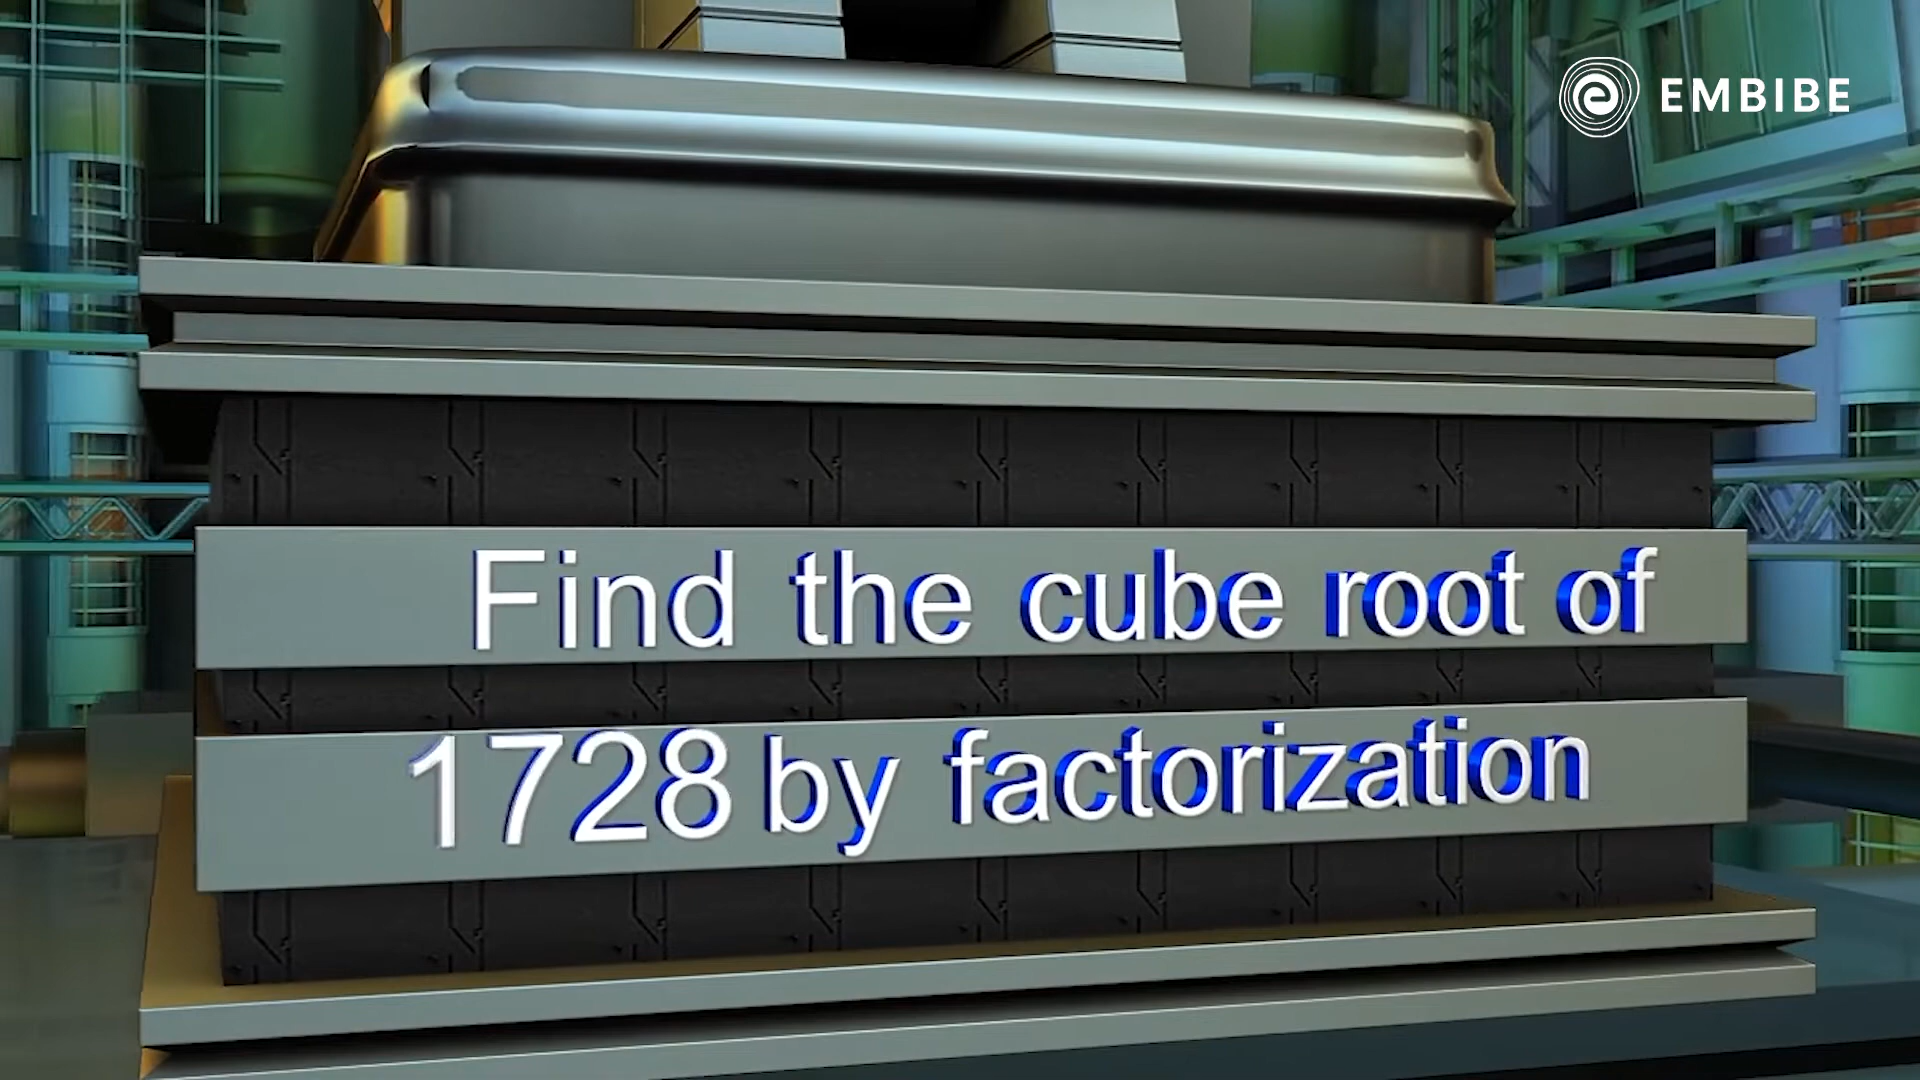 EMBIBE
Find the cube root of
1728 by factorization